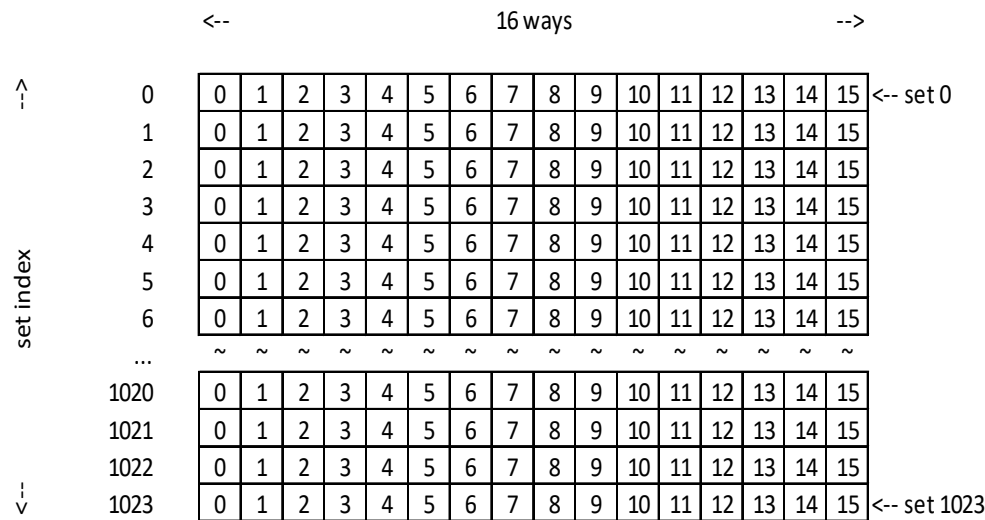 <-- 16 ways -->
--> 0 0 1 2 3 4 5 6 7 8 9 10 11 12 13 14 15 <-- set 0
1 0 1 2 3 4 5 6 7 8 9 10 11 12 13 14 15
2 0 1 2 3 4 5 6 7 8 9 10 11 12 13 14 15
3 0 1 2 3 4 5 6 7 8 9 10 11 12 13 14 15
4 0 1 2 3 4 5 6 7 8 9 10 11 12 13 14 15
set index
5 0 1 2 3 4 5 6 7 8 9 10 11 12 13 14 15
6 0 1 2 3 4 5 6 7 8 9 10 11 12 13 14 15
... ~ ~ ~ ~ ~ ~ ~ ~ ~ ~ ~ ~ ~ ~ ~ ~
1020 0 1 2 3 4 5 6 7 8 9 10 11 12 13 14 15
1021 0 1 2 3 4 5 6 7 8 9 10 11 12 13 14 15
1022 0 1 2 3 4 5 6 7 8 9 10 11 12 13 14 15
<-- 1023 0 1 2 3 4 5 6 7 8 9 10 11 12 13 14 15 <-- set 1023